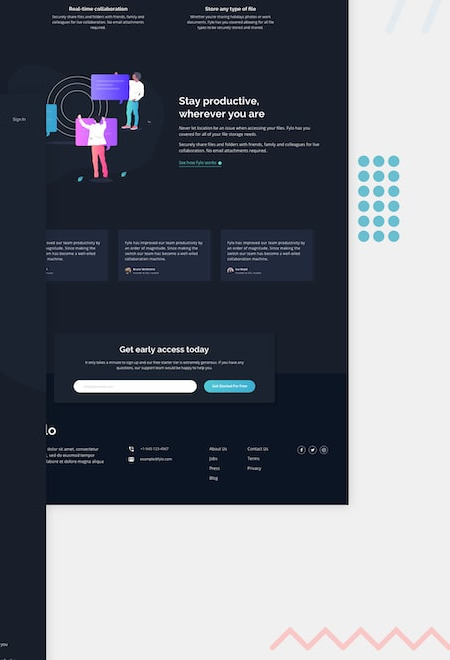 Real-time collaboration
Securely share files and folders with friends, family and
colleagues for live collaboration. No email attachments
required.
Store any type of file
Whether you're sharing holidays photos or work
documents, Fylo has you covered allowing for all file
types to be securely stored and shared.
Sign In
Stay productive,
wherever you are
Never let location be an issue when accessing your files. Fylo has you
covered for all of your file storage needs.
Securely share files and folders with friends, family and colleagues for live
collaboration. No email attachments required.
See how Fylo works
improved our team productivity by
of magnitude. Since making the
team has become a well-oiled
machine.
Fylo has improved our team productivity by
an order of magnitude. Since making the
switch our team has become a well-oiled
collaboration machine.
Bruce McKenzie
Fylo has improved our team productivity by
an order of magnitude. Since making the
switch our team has become a well-oiled
collaboration machine.
Iva Boyd
Get early access today
It only takes a minute to sign up and our free starter tier is extremely generous. If you have any
questions, our support team would be happy to help you.
Get Started For Free
lo
dolor sit amet, consectetur
, sed do eiusmod tempor
labore et dolore magna aliqua
+1-543-123-4567
example@fylo.com
About Us
Jobs
Press
Blog
Contact Us
Terms
Privacy
you